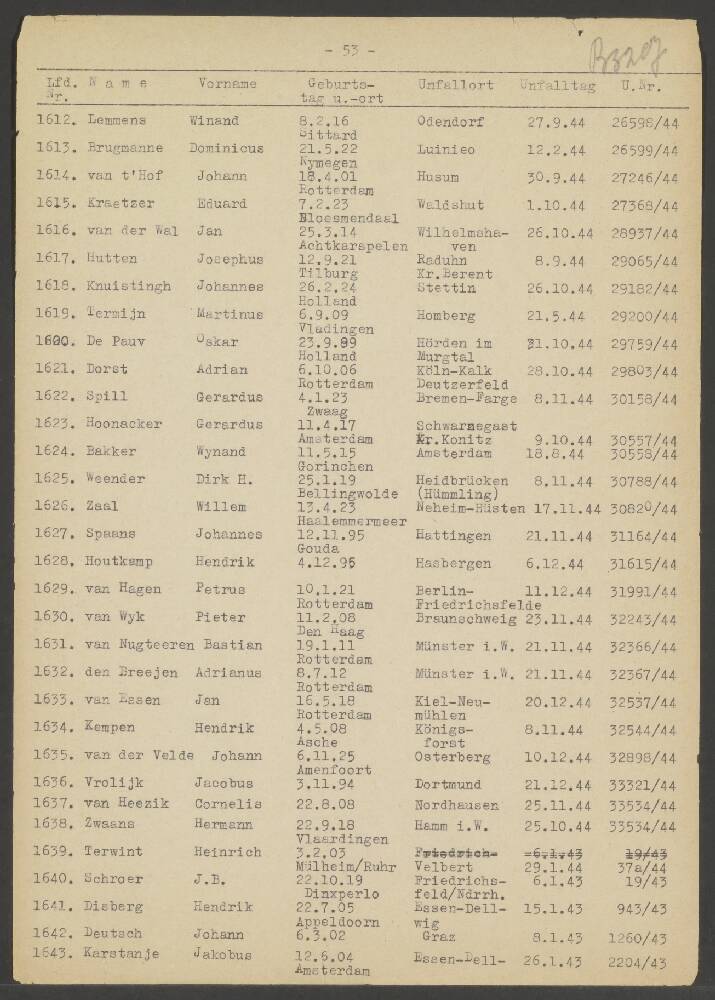 - 53 -
Lfd. Name Vorname Geburts- Unfallort Unfalltag U.Nr.
Nr. tag u.-ort
1612. Lemmens Winand 8.2.16 Odendorf 27.9.44 26598/44
Sittard
1613. Brugmanne Dominicus 21.5.22 Luinieo 12.2.44 26599/44
Nymegen
1614. van t'Hof Johann 18.4.01 Husum 30.9.44 27246/44
Rotterdam
1615. Kraetzer Eduard 7.2.23 Waldshut 1.10.44 27368/44
Bloesmendaal
1616. van der Wal Jan 25.3.14 Wilhelmsha- 26.10.44 28937/44
Achtkarspelen ven
1617. Hutten Josephus 12.9.21 Raduhn 8.9.44 29065/44
Tilburg Kr.Berent
1618. Knuistingh Johannes 26.2.24 Stettin 26.10.44 29182/44
Holland
1619. Termijn Martinus 6.9.09 Homberg 21.5.44 29200/44
Vladingen
1620. De Pauv Oskar 23.9.89 Hörden im 31.10.44 29759/44
Holland Murgtal
1621. Dorst Adrian 6.10.06 Köln-Kalk 28.10.44 29803/44
Rotterdam Deutzerfeld
1622. Spill Gerardus 4.1.23 Bremen-Farge 8.11.44 30158/44
Zwaag
1623. Hoonacker Gerardus 11.4.17 Schwarnegast
Amsterdam Kr.Konitz 9.10.44 30557/44
1624. Bakker Wynand 11.5.15 Amsterdam 18.8.44 30558/44
Gorinchen
1625. Weender Dirk H. 25.1.19 Heidbrücken 8.11.44 30788/44
Bellingwolde (Hümmling)
1626. Zaal Willem 13.4.23 Neheim-Hüsten 17.11.44 30820/44
Haalemmermeer
1627. Spaans Johannes 12.11.95 Hattingen 21.11.44 31164/44
Gouda
1628. Houtkamp Hendrik 4.12.96 Hasbergen 6.12.44 31615/44
1629. van Hagen Petrus 10.1.21 Berlin- 11.12.44 31991/44
Rotterdam Friedrichsfelde
1630. van Wyk Pieter 11.2.08 Braunschweig 23.11.44 32243/44
Den Haag
1631. van Nugteeren Bastian 19.1.11 Münster i.W. 21.11.44 32366/44
Rotterdam
1632. den Breejen Adrianus 8.7.12 Münster i.W. 21.11.44 32367/44
Rotterdam
1633. van Essen Jan 16.5.18 Kiel-Neu- 20.12.44 32537/44
Rotterdam mühlen
1634. Kempen Hendrik 4.5.08 Königs- 8.11.44 32544/44
Asche forst
1635. van der Velde Johann 6.11.25 Osterberg 10.12.44 32898/44
Amenfoort
1636. Vrolijk Jacobus 3.11.94 Dortmund 21.12.44 33321/44
1637. van Heezik Cornelis 22.8.08 Nordhausen 25.11.44 33534/44
1638. Zwaans Hermann 22.9.18 Hamm i.W. 25.10.44 33534/44
Vlaardingen
1639. Terwint Heinrich 3.2.03 Friedrich- 6.1.43 19/43
Mülheim/Ruhr Velbert 29.1.44 37a/44
1640. Schroer J.B. 22.10.19 Friedrichs- 6.1.43 19/43
Dinxperlo feld/Ndrrh.
1641. Disberg Hendrik 22.7.05 Essen-Dell- 15.1.43 943/43
Appeldoorn wig
1642. Deutsch Johann 6.3.02 Graz 8.1.43 1260/43
1643. Karstanje Jakobus 12.6.04 Essen-Dell- 26.1.43 2204/43
Amsterdam